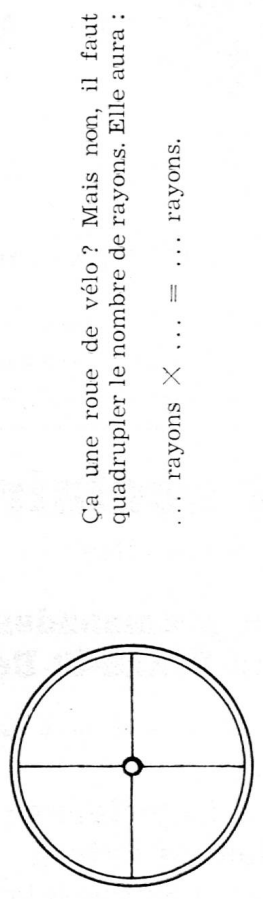 Ça une roue de vélo ? Mais non, il faut
quadrupler le nombre de rayons. Elle aura :
... rayons × ... = ... rayons.